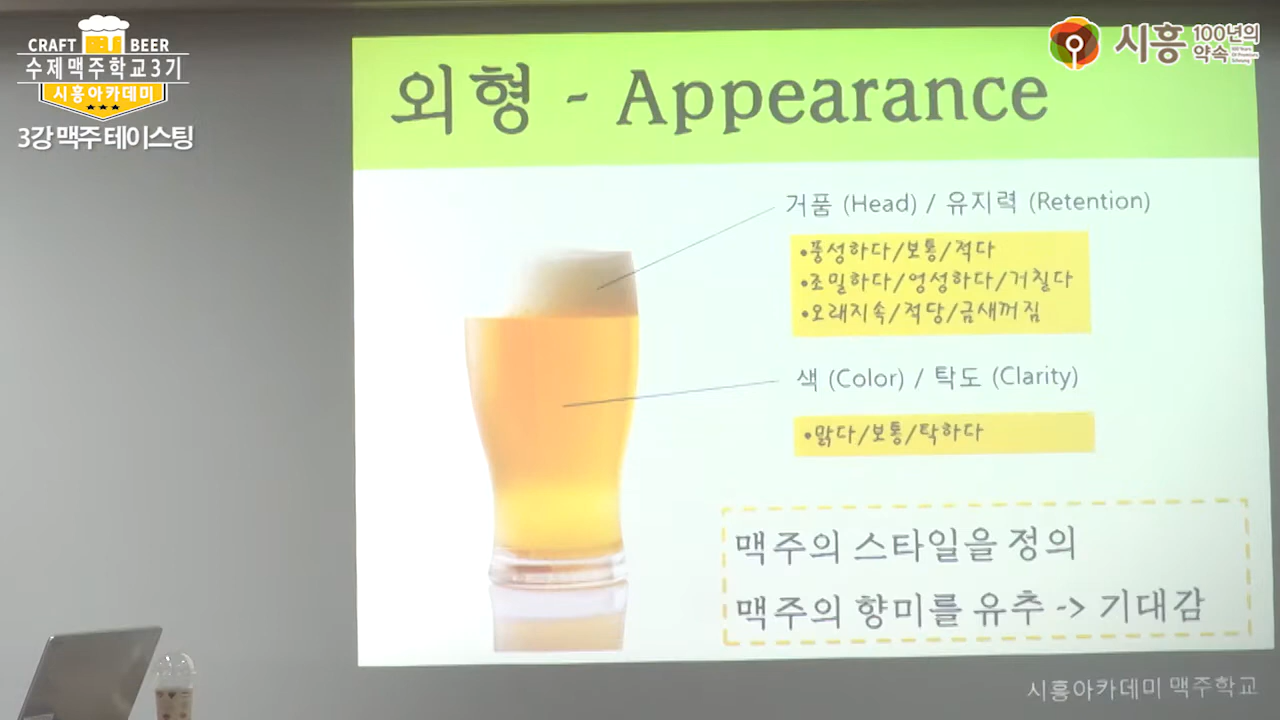 CRAFT BEER
수제맥주학교3기
시흥아카데미
3강 맥주 테이스팅
시흥 100년의 약속
외형 - Appearance
거품 (Head) / 유지력 (Retention)
•풍성하다/보통/적다
•조밀하다/엉성하다/거칠다
•오래지속/적당/금새꺼짐
색 (Color) / 탁도 (Clarity)
•맑다/보통/탁하다
맥주의 스타일을 정의
맥주의 향미를 유추 -> 기대감
시흥아카데미 맥주학교